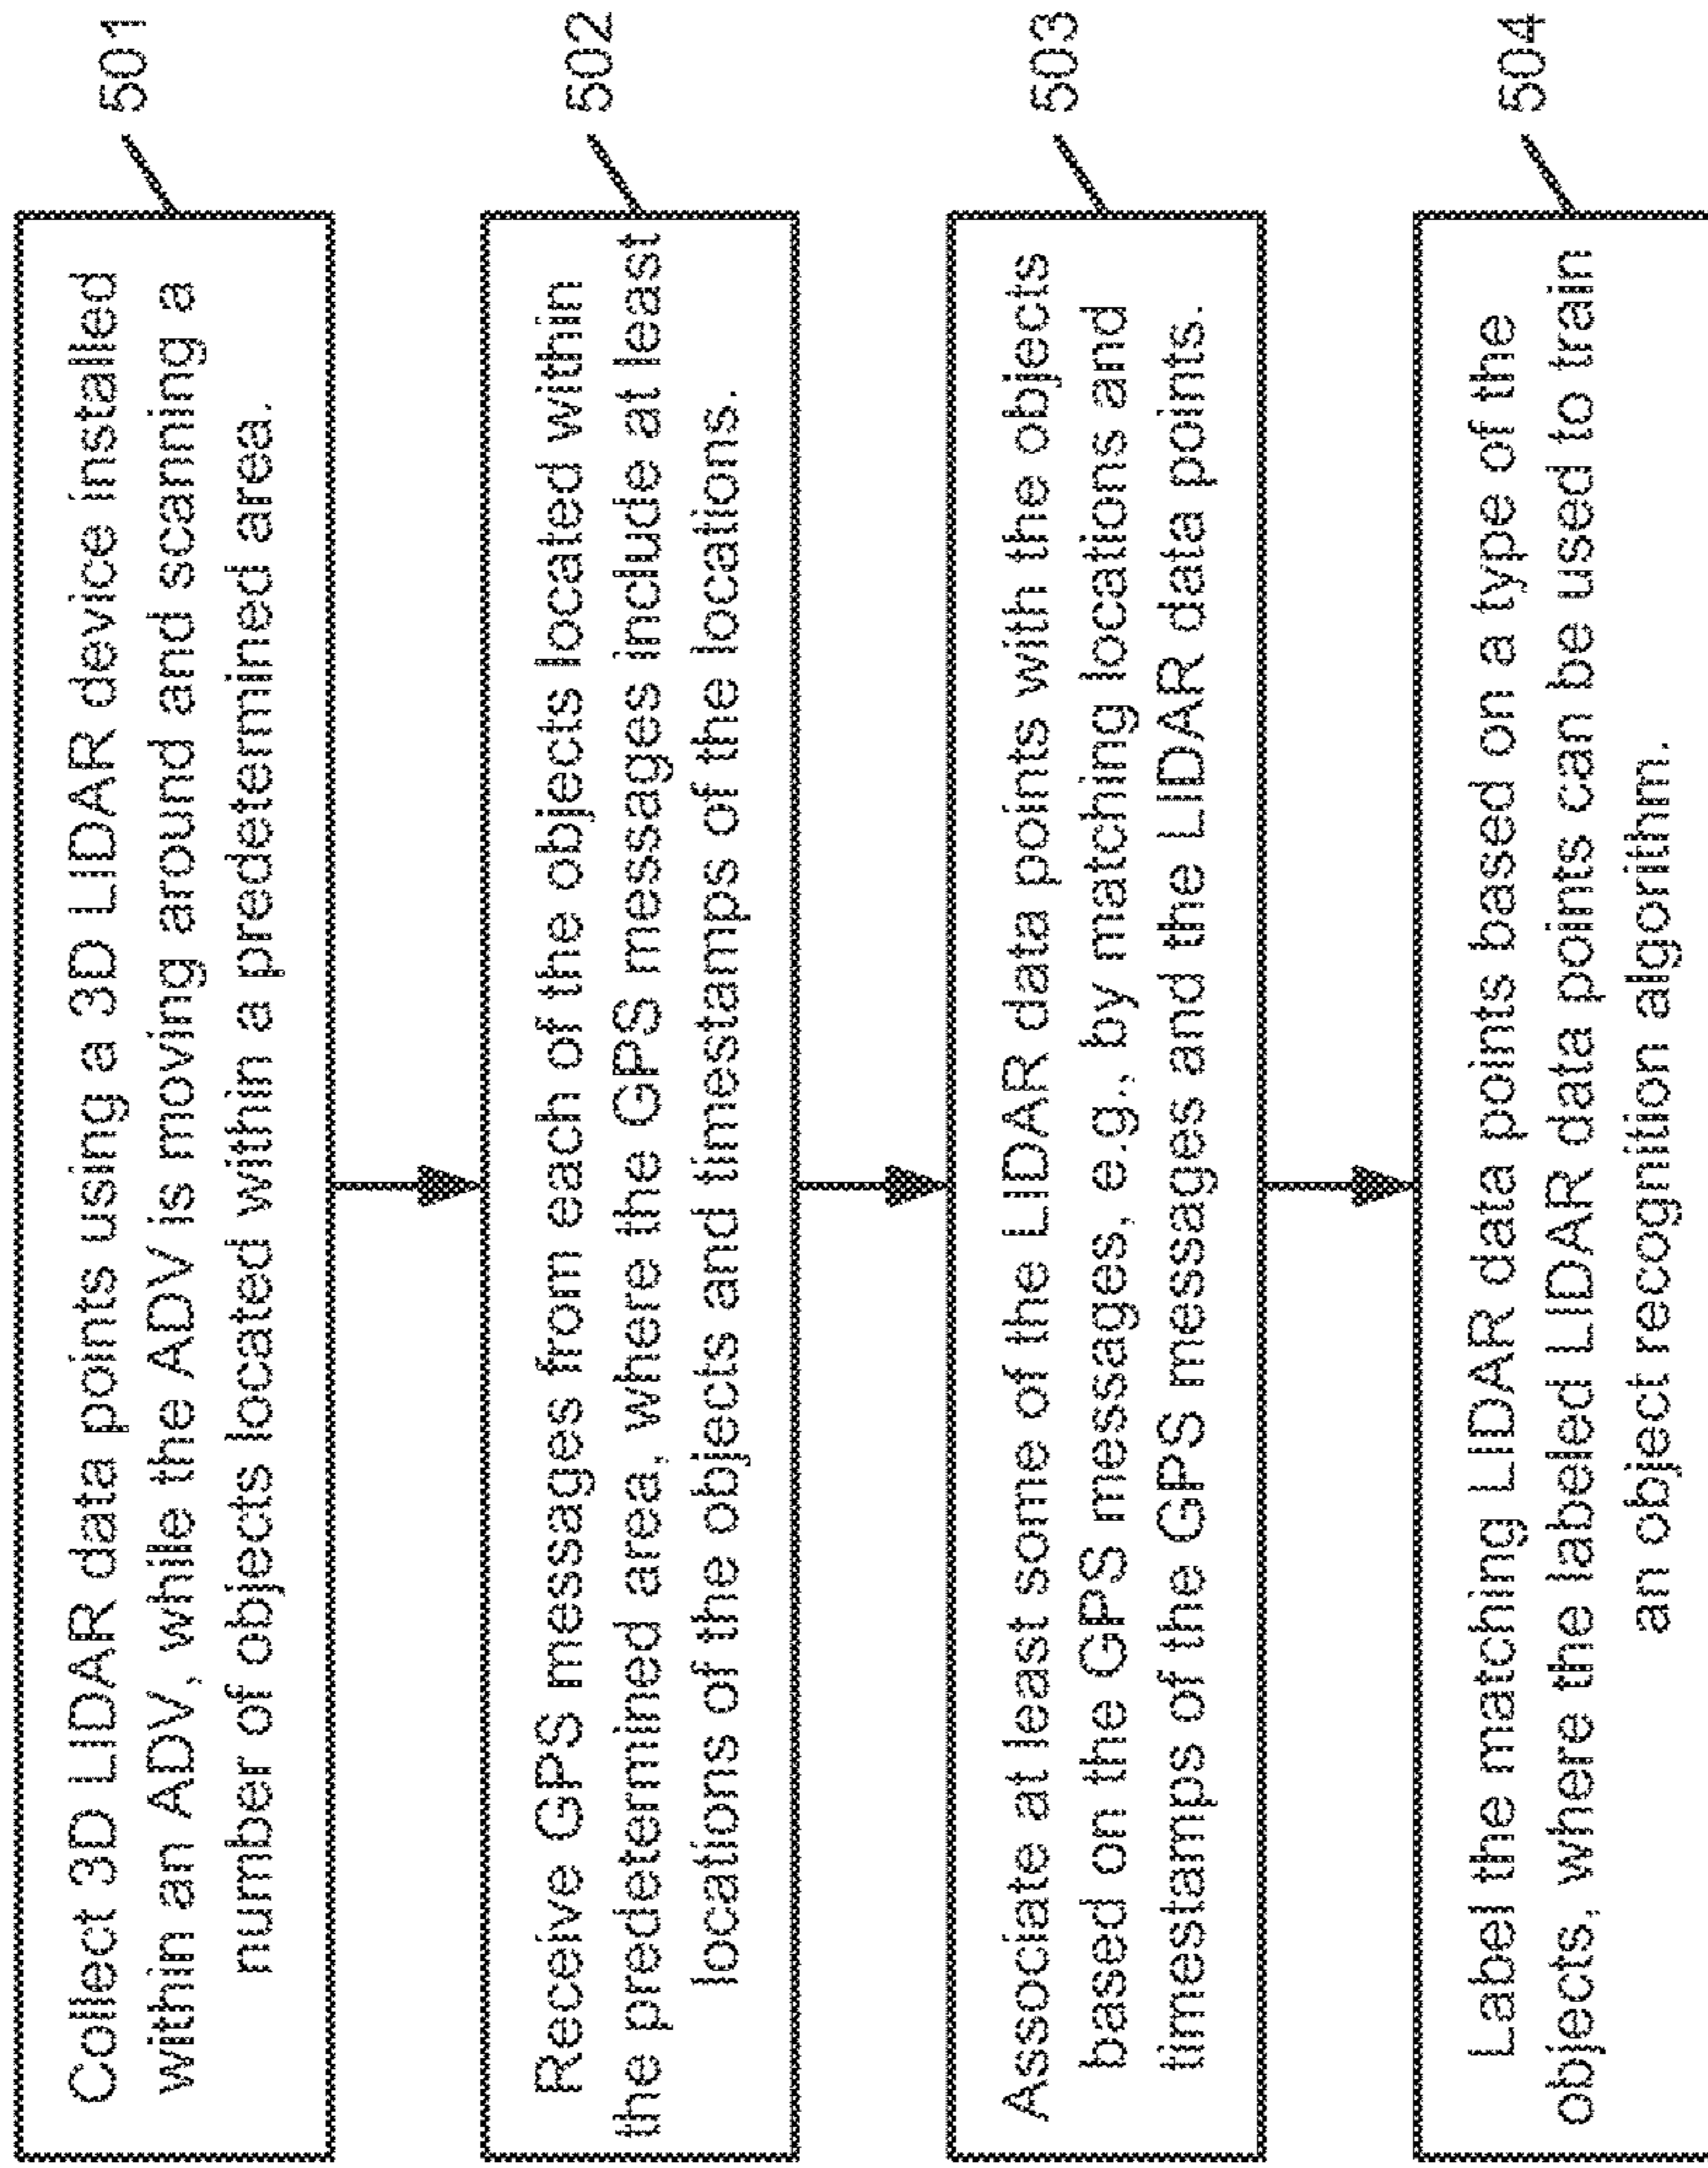 Collect 3D LIDAR data points using a 3D LIDAR device installed
within an ADV, while the ADV is moving around and scanning a
number of objects located within a predetermined area.
501
Receive GPS messages from each of the objects located within
the predetermined area, where the GPS messages include at least
locations of the objects and timestamps of the locations.
502
Associate at least some of the LIDAR data points with the objects
based on the GPS messages, e.g., by matching locations and
timestamps of the GPS messages and the LIDAR data points.
503
Label the matching LIDAR data points based on a type of the
objects, where the labelled LIDAR data points can be used to train
an object recognition algorithm.
504